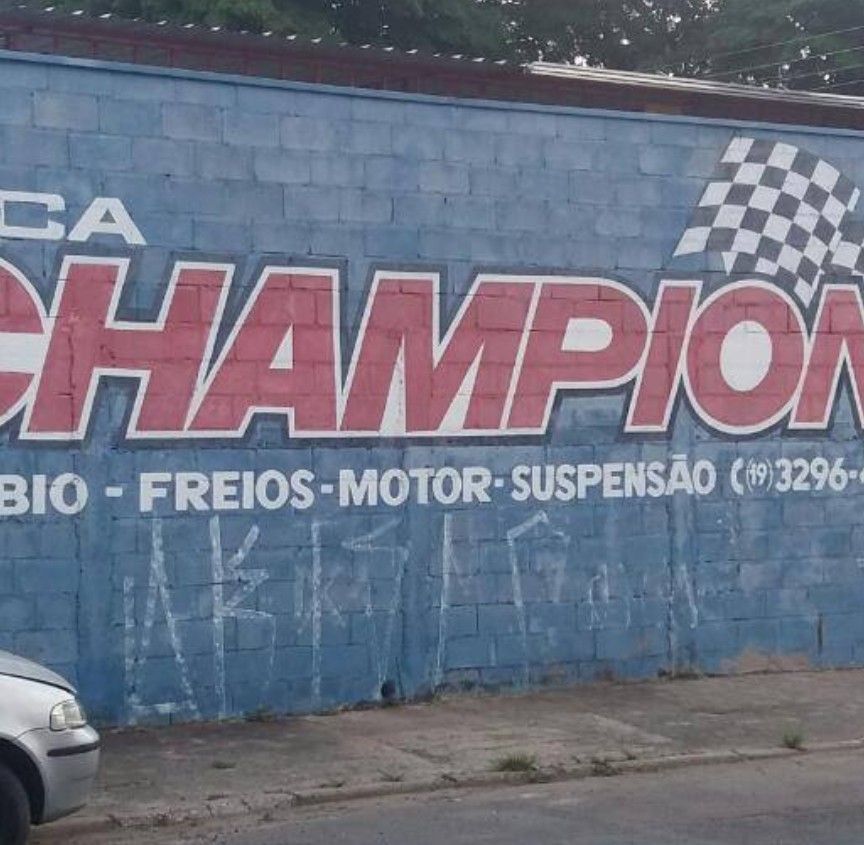 CA
CHAMPION
BIO - FREIOS - MOTOR - SUSPENSÃO (19) 3296-